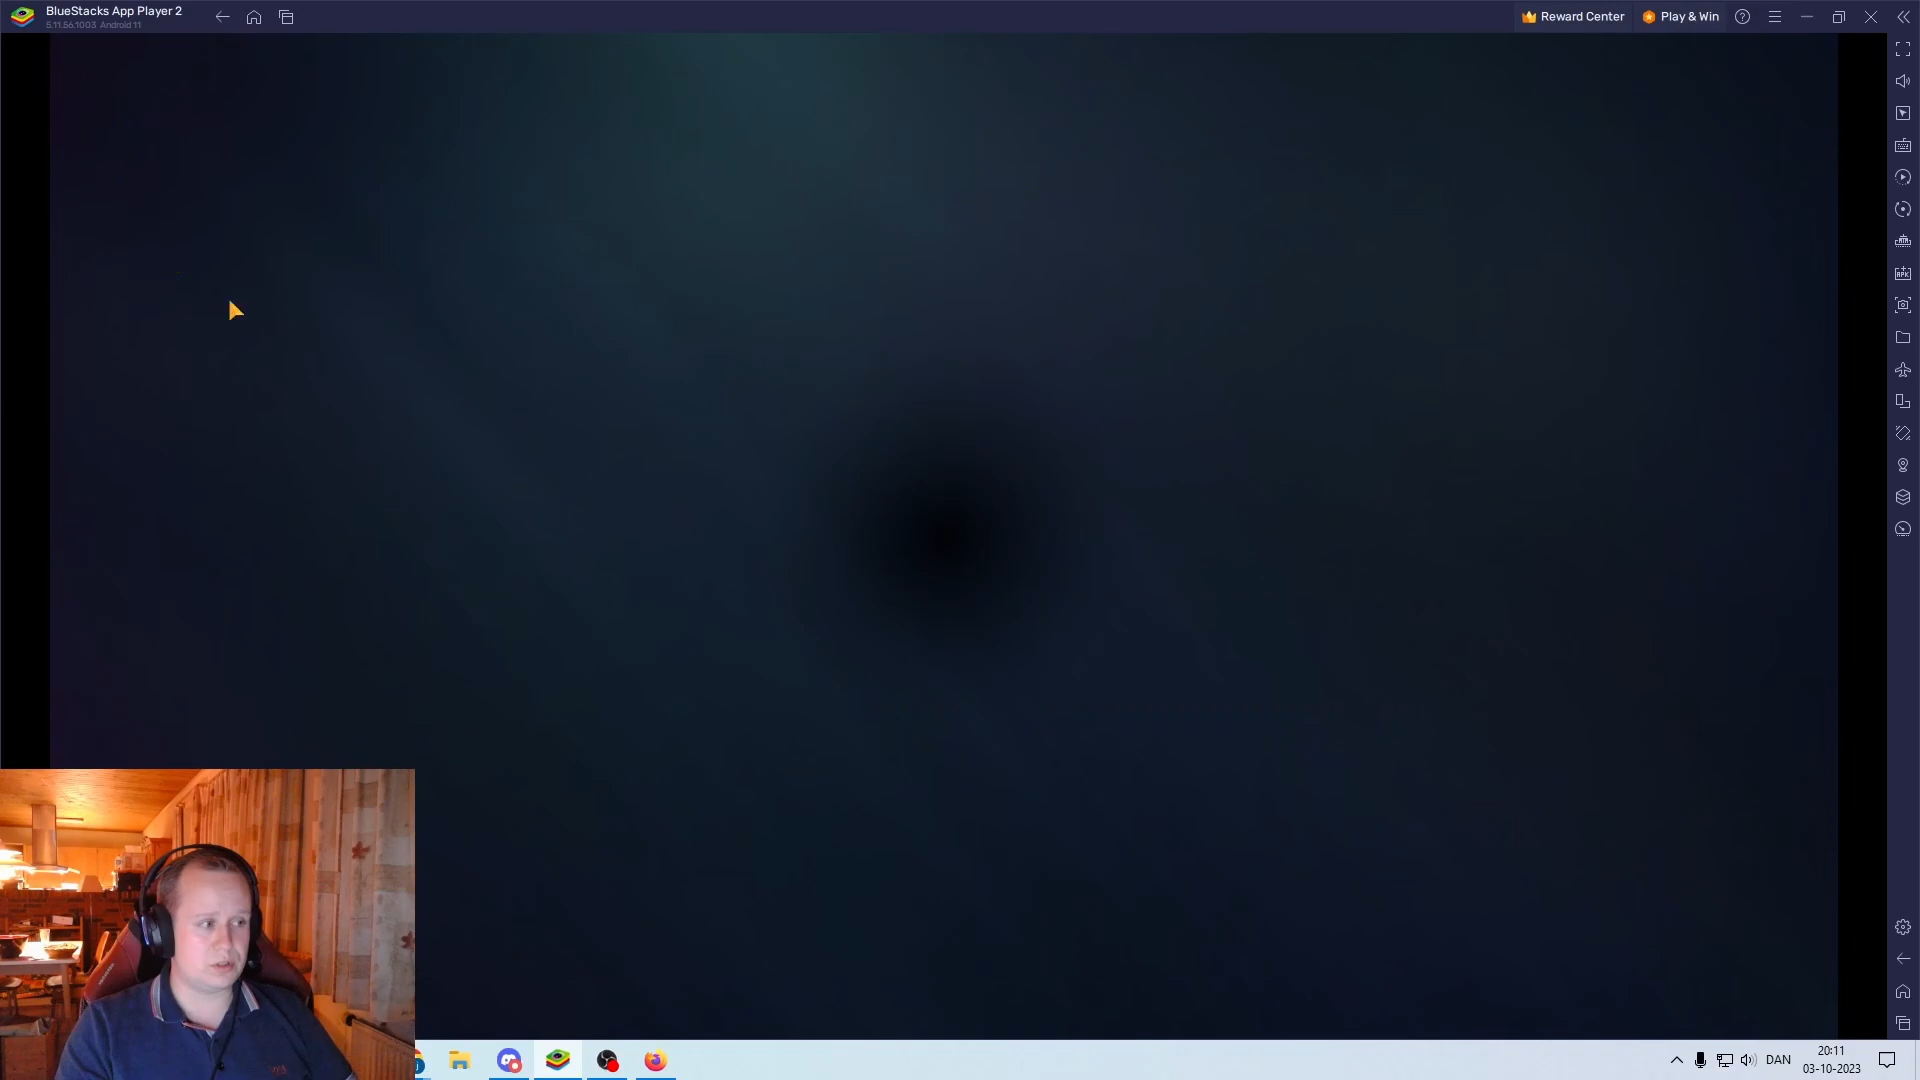 BlueStacks App Player 2
5.11.56.1003 Android 11
Reward Center
Play & Win
APK
DAN
20:11
03-10-2023